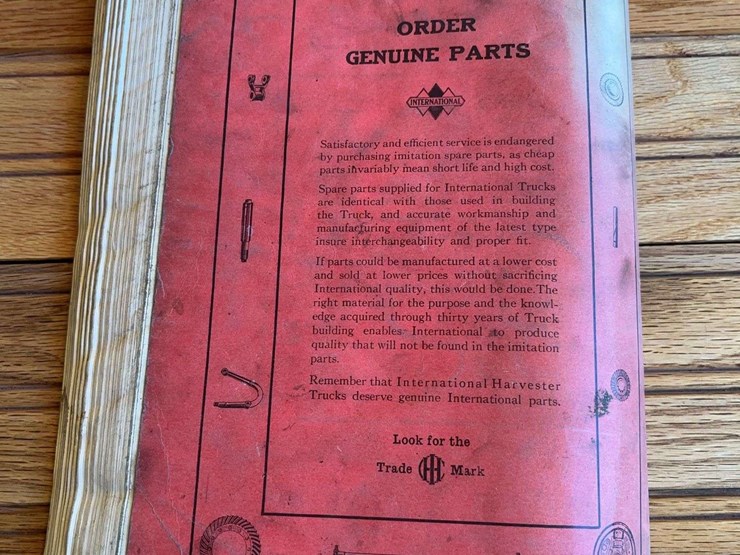 ORDER
GENUINE PARTS
INTERNATIONAL
Satisfactory and efficient service is endangered
by purchasing imitation spare parts, as cheap
parts invariably mean short life and high cost.
Spare parts supplied for International Trucks
are identical with those used in building
the Truck, and accurate workmanship and
manufacturing equipment of the latest type
insure interchangeability and proper fit.
If parts could be manufactured at a lower cost
and sold at lower prices without sacrificing
International quality, this would be done. The
right material for the purpose and the knowl-
edge acquired through thirty years of Truck
building enables International to produce
quality that will not be found in the imitation
parts.
Remember that International Harvester
Trucks deserve genuine International parts.
Look for the
Trade IHC Mark